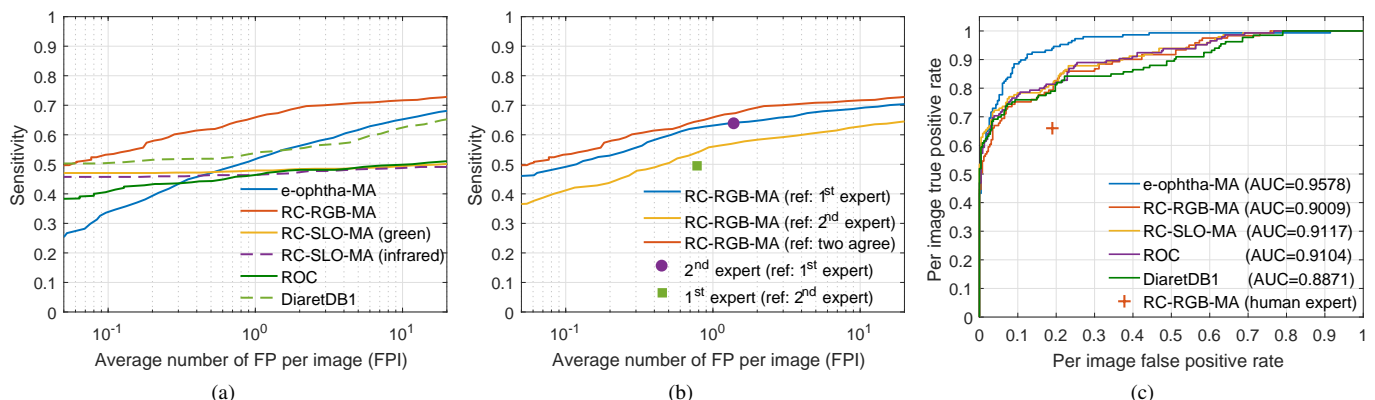 1
0.9
0.8
0.7
0.6
0.5
0.4
0.3
0.2
0.1
0
Sensitivity
10-1
100
101
Average number of FP per image (FPI)
e-ophtha-MA
RC-RGB-MA
RC-SLO-MA (green)
RC-SLO-MA (infrared)
ROC
DiaretDB1
(a)
1
0.9
0.8
0.7
0.6
0.5
0.4
0.3
0.2
0.1
0
Sensitivity
10-1
100
101
Average number of FP per image (FPI)
RC-RGB-MA (ref: 1st expert)
RC-RGB-MA (ref: 2nd expert)
RC-RGB-MA (ref: two agree)
2nd expert (ref: 1st expert)
1st expert (ref: 2nd expert)
(b)
1
0.9
0.8
0.7
0.6
0.5
0.4
0.3
0.2
0.1
0
Per image true positive rate
0 0.1 0.2 0.3 0.4 0.5 0.6 0.7 0.8 0.9 1
Per image false positive rate
e-ophtha-MA (AUC=0.9578)
RC-RGB-MA (AUC=0.9009)
RC-SLO-MA (AUC=0.9117)
ROC (AUC=0.9104)
DiaretDB1 (AUC=0.8871)
RC-RGB-MA (human expert)
(c)